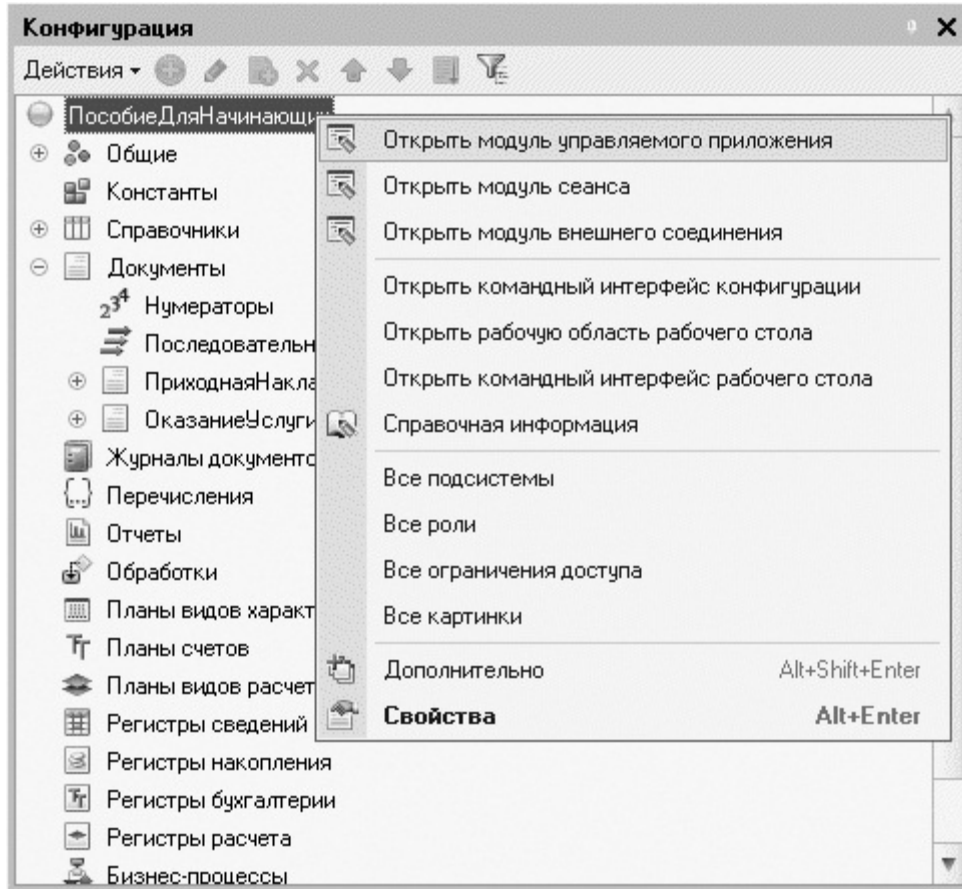 Конфигурация
Действия
ПособиеДляНачинающи
Общие
Константы
Справочники
Документы
Нумераторы
Последовательн
ПриходнаяНакла
ОказаниеУслуги
Журналы документо
Перечисления
Отчеты
Обработки
Планы видов характ
Планы счетов
Планы видов расчет
Регистры сведений
Регистры накопления
Регистры бухгалтерии
Регистры расчета
Бизнес-процессы
Открыть модуль управляемого приложения
Открыть модуль сеанса
Открыть модуль внешнего соединения
Открыть командный интерфейс конфигурации
Открыть рабочую область рабочего стола
Открыть командный интерфейс рабочего стола
Справочная информация
Все подсистемы
Все роли
Все ограничения доступа
Все картинки
Дополнительно Alt+Shift+Enter
Свойства Alt+Enter